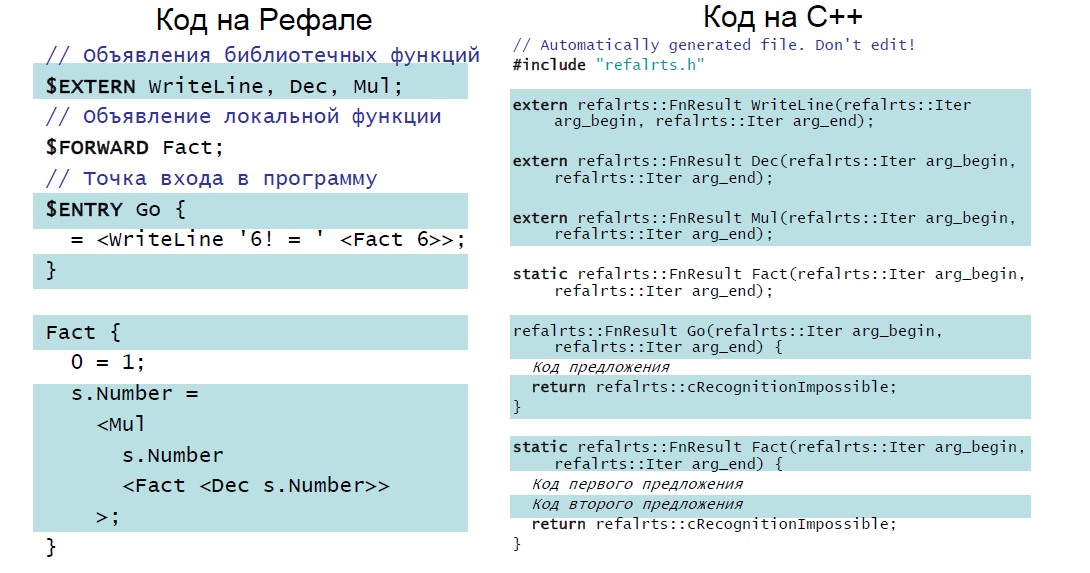 Код на Рефале
// Объявления библиотечных функций
$EXTERN WriteLine, Dec, Mul;
// Объявление локальной функции
$FORWARD Fact;
// Точка входа в программу
$ENTRY Go {
= <WriteLine '6! = ' <Fact 6>>;
}
Fact {
0 = 1;
s.Number =
<Mul
s.Number
<Fact <Dec s.Number>>
>;
}
Код на C++
// Automatically generated file. Don't edit!
#include "refalrts.h"
extern refalrts::FnResult WriteLine(refalrts::Iter
arg_begin, refalrts::Iter arg_end);
extern refalrts::FnResult Dec(refalrts::Iter arg_begin,
refalrts::Iter arg_end);
extern refalrts::FnResult Mul(refalrts::Iter arg_begin,
refalrts::Iter arg_end);
static refalrts::FnResult Fact(refalrts::Iter arg_begin,
refalrts::Iter arg_end);
refalrts::FnResult Go(refalrts::Iter arg_begin,
refalrts::Iter arg_end) {
Код предложения
return refalrts::cRecognitionImpossible;
}
static refalrts::FnResult Fact(refalrts::Iter arg_begin,
refalrts::Iter arg_end) {
Код первого предложения
Код второго предложения
return refalrts::cRecognitionImpossible;
}